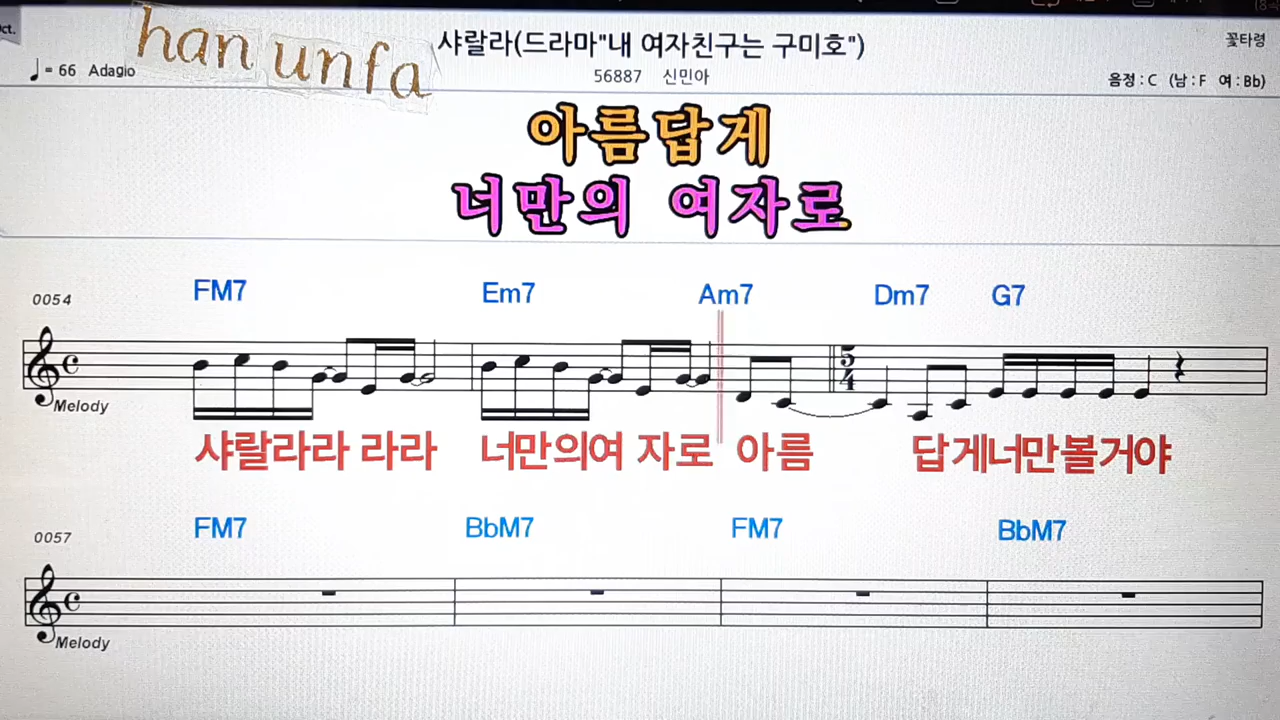 han unfa
샤랄라(드라마"내 여자친구는 구미호")
꽃타령
= 66 Adagio
56887 신민아
음정 : C (남 : F 여 : Bb)
아름답게
너만의 여자로
0054
FM7 Em7 Am7 Dm7 G7
5
4
Melody
샤랄라라 라라 너만의여 자로 아름 답게너만볼거야
0057
FM7 BbM7 FM7 BbM7
Melody